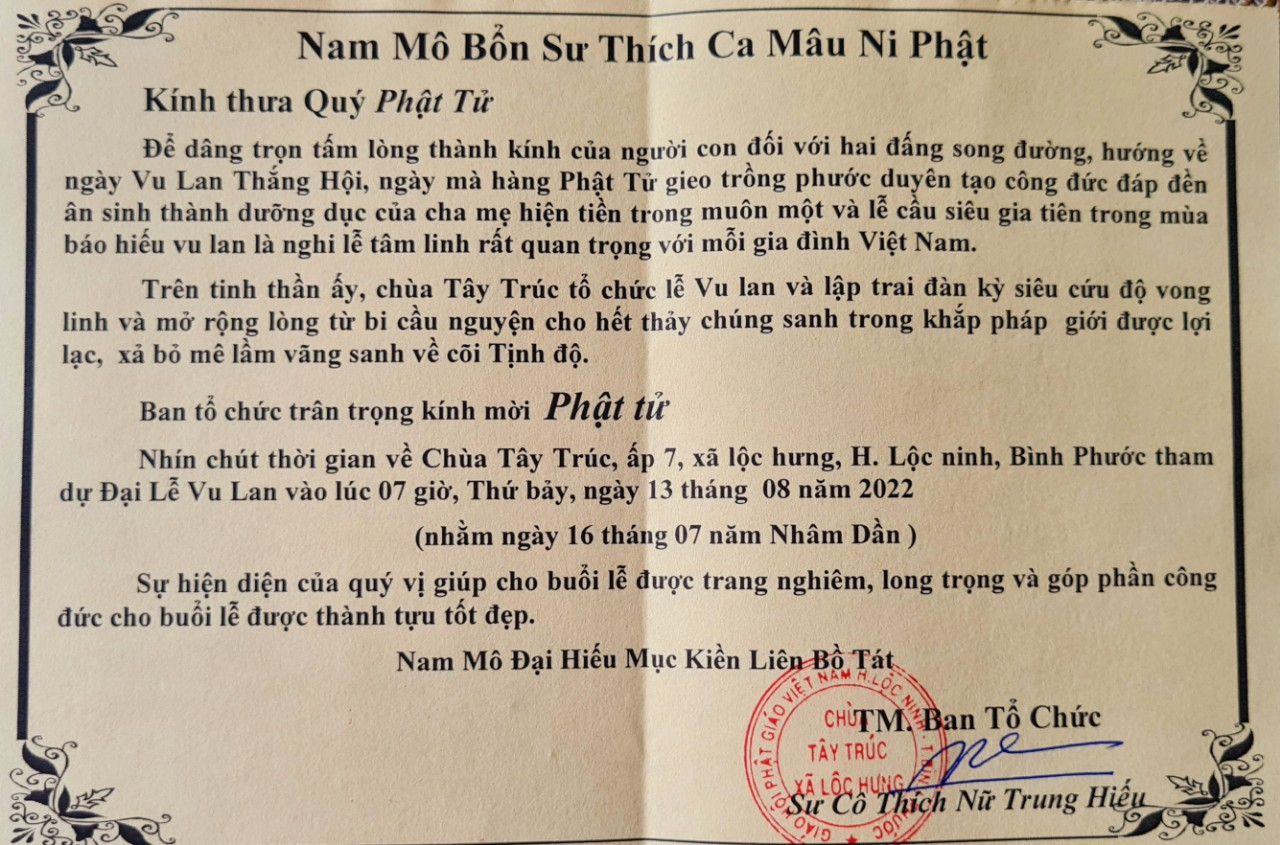 Nam Mô Bổn Sư Thích Ca Mâu Ni Phật
Kính thưa Quý Phật Tử
Để dâng trọn tấm lòng thành kính của người con đối với hai đấng song đường, hướng về
ngày Vu Lan Thắng Hội, ngày mà hàng Phật Tử gieo trồng phước duyên tạo công đức đáp đền
ân sinh thành dưỡng dục của cha mẹ hiện tiền trong muôn một và lễ cầu siêu gia tiên trong mùa
báo hiếu vu lan là nghi lễ tâm linh rất quan trọng với mỗi gia đình Việt Nam.
Trên tinh thần ấy, chùa Tây Trúc tổ chức lễ Vu lan và lập trai đàn kỳ siêu cứu độ vong
linh và mở rộng lòng từ bi cầu nguyện cho hết thảy chúng sanh trong khắp pháp giới được lợi
lạc, xả bỏ mê lầm vãng sanh về cõi Tịnh độ.
Ban tổ chức trân trọng kính mời Phật tử
Nhín chút thời gian về Chùa Tây Trúc, ấp 7, xã lộc hưng, H. Lộc ninh, Bình Phước tham
dự Đại Lễ Vu Lan vào lúc 07 giờ, Thứ bảy, ngày 13 tháng 08 năm 2022
(nhằm ngày 16 tháng 07 năm Nhâm Dần )
Sự hiện diện của quý vị giúp cho buổi lễ được trang nghiêm, long trọng và góp phần công
đức cho buổi lễ được thành tựu tốt đẹp.
Nam Mô Đại Hiếu Mục Kiền Liên Bồ Tát
TM. Ban Tổ Chức
GIÁO HỘI PHẬT GIÁO VIỆT NAM H.LỘC NINH
CHÙA
TÂY TRÚC
XÃ LỘC HƯNG
Sư Cô Thích Nữ Trung Hiếu